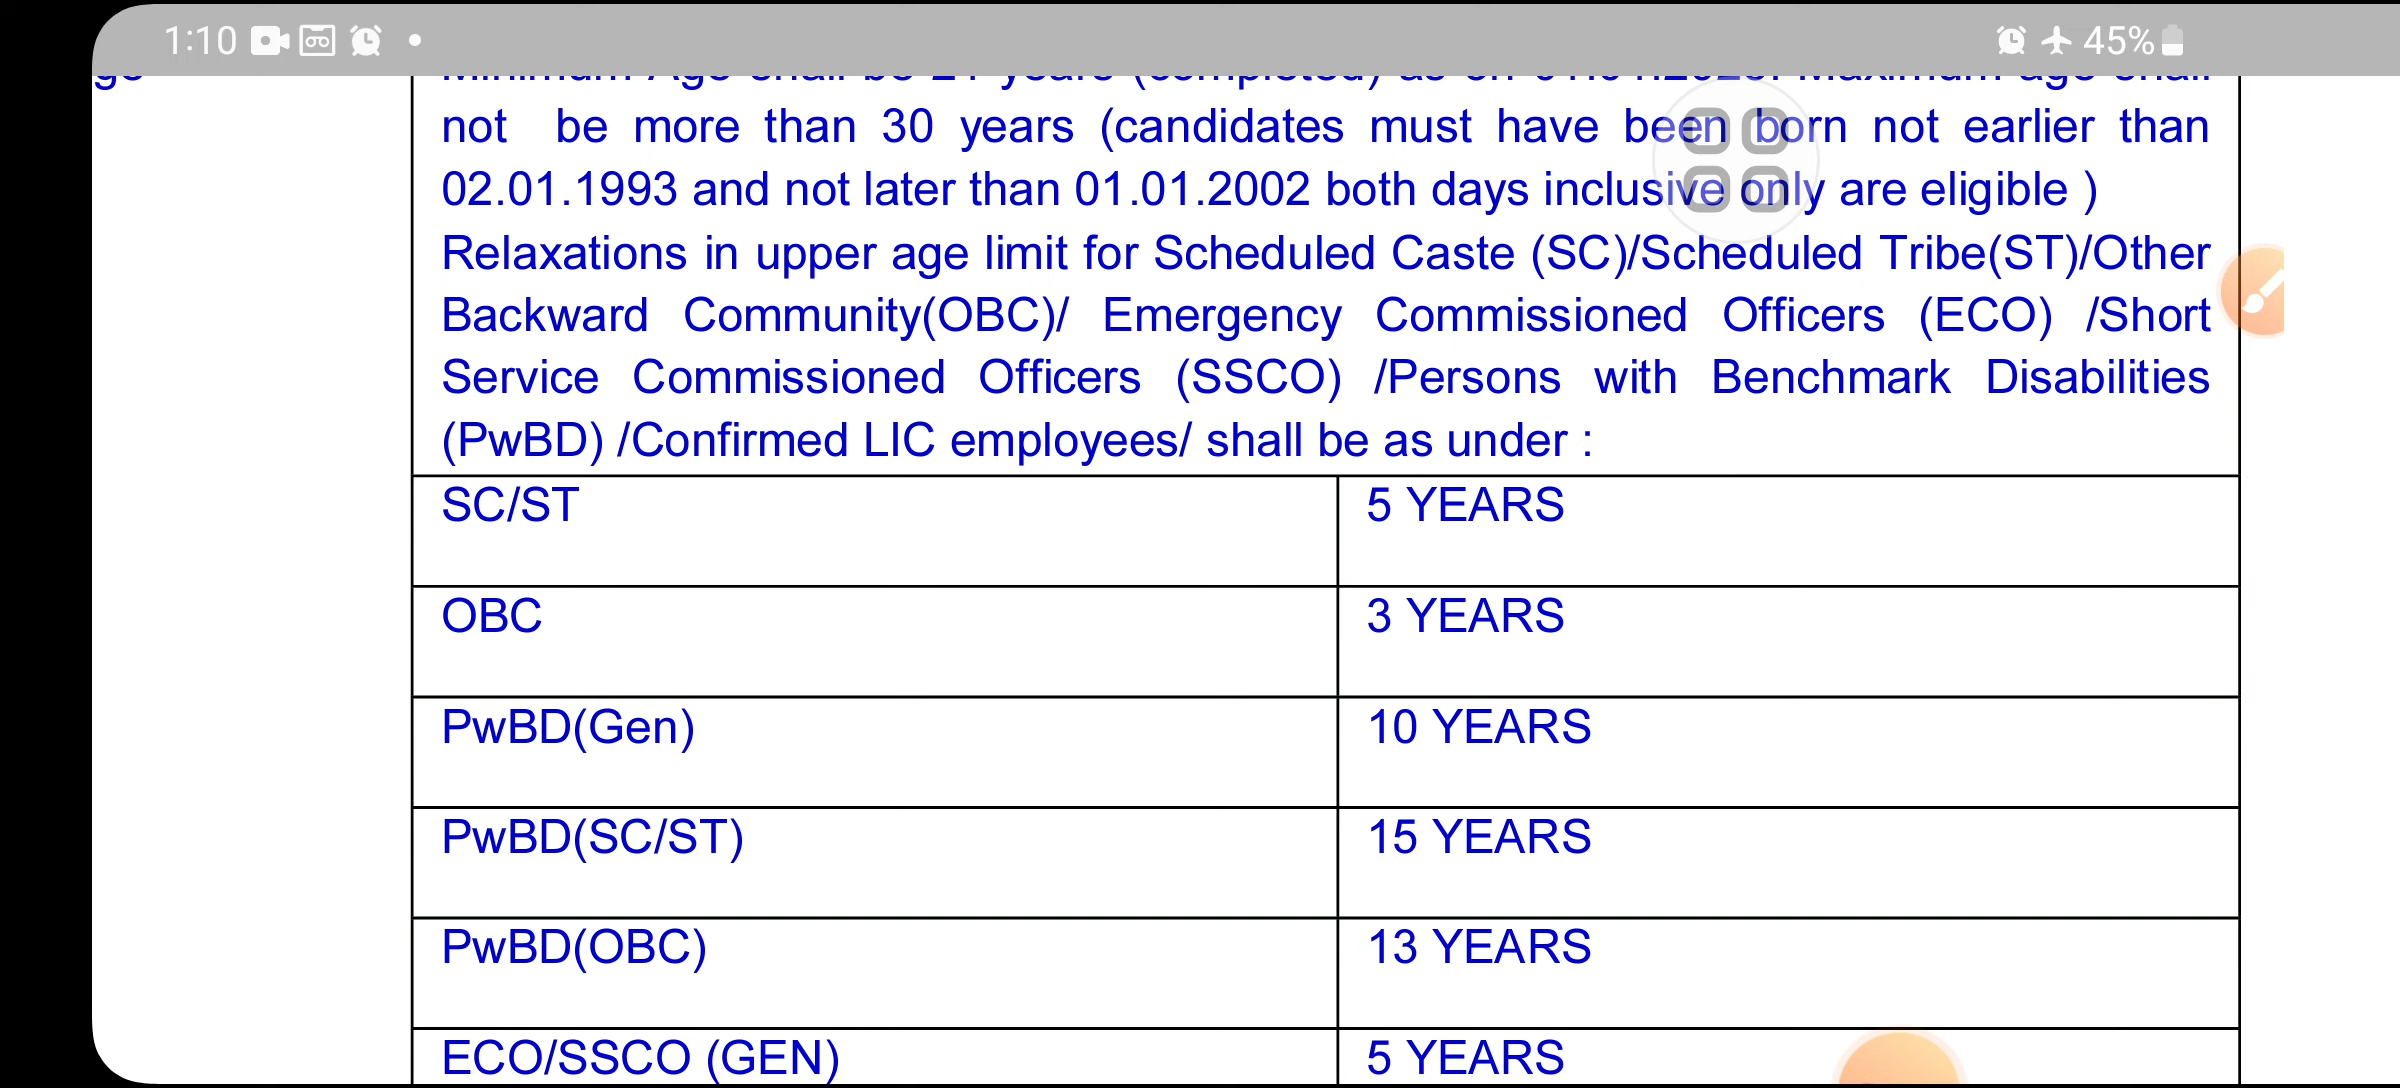 1:10
45%
not be more than 30 years (candidates must have been born not earlier than
02.01.1993 and not later than 01.01.2002 both days inclusive only are eligible )
Relaxations in upper age limit for Scheduled Caste (SC)/Scheduled Tribe(ST)/Other
Backward Community(OBC)/ Emergency Commissioned Officers (ECO) /Short
Service Commissioned Officers (SSCO) /Persons with Benchmark Disabilities
(PwBD) /Confirmed LIC employees/ shall be as under :
SC/ST 5 YEARS
OBC 3 YEARS
PwBD(Gen) 10 YEARS
PwBD(SC/ST) 15 YEARS
PwBD(OBC) 13 YEARS
ECO/SSCO (GEN) 5 YEARS